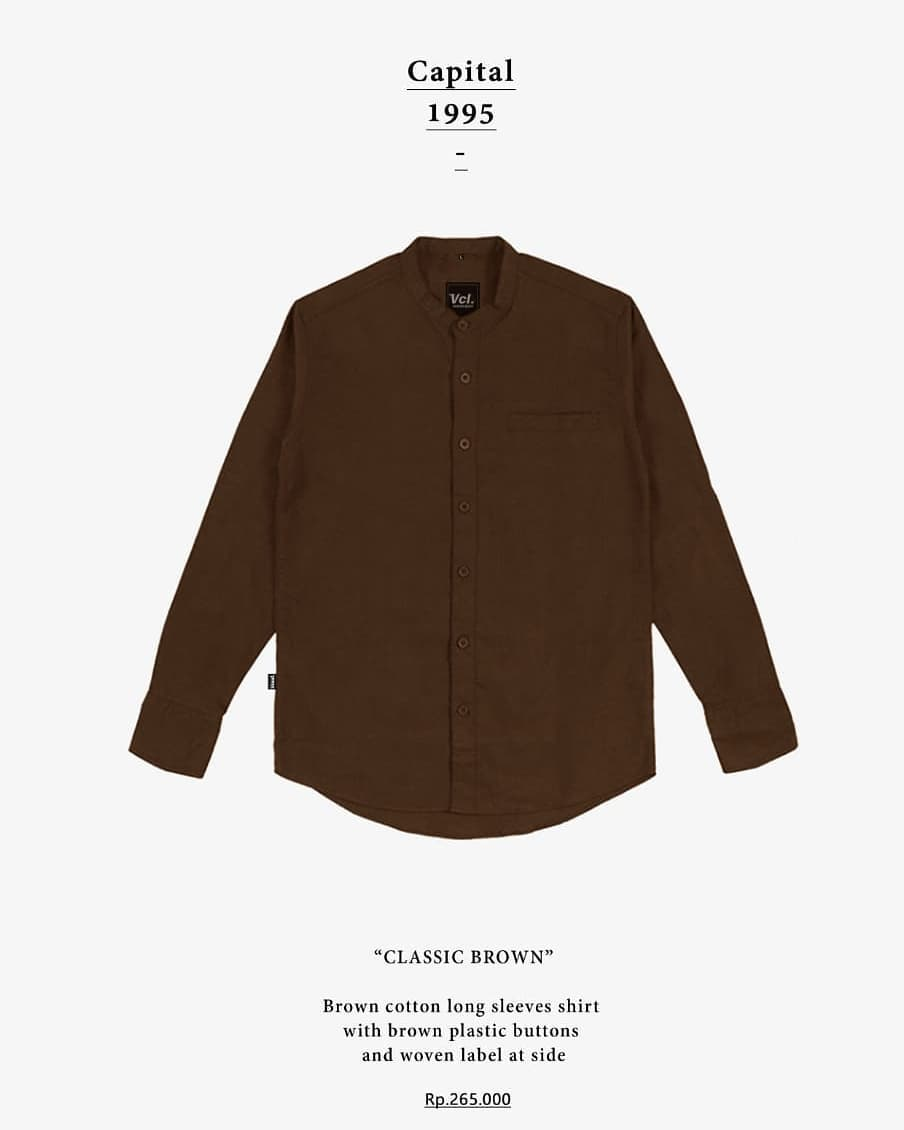 Capital
1995
-
Vcl.
“CLASSIC BROWN”
Brown cotton long sleeves shirt
with brown plastic buttons
and woven label at side
Rp.265.000